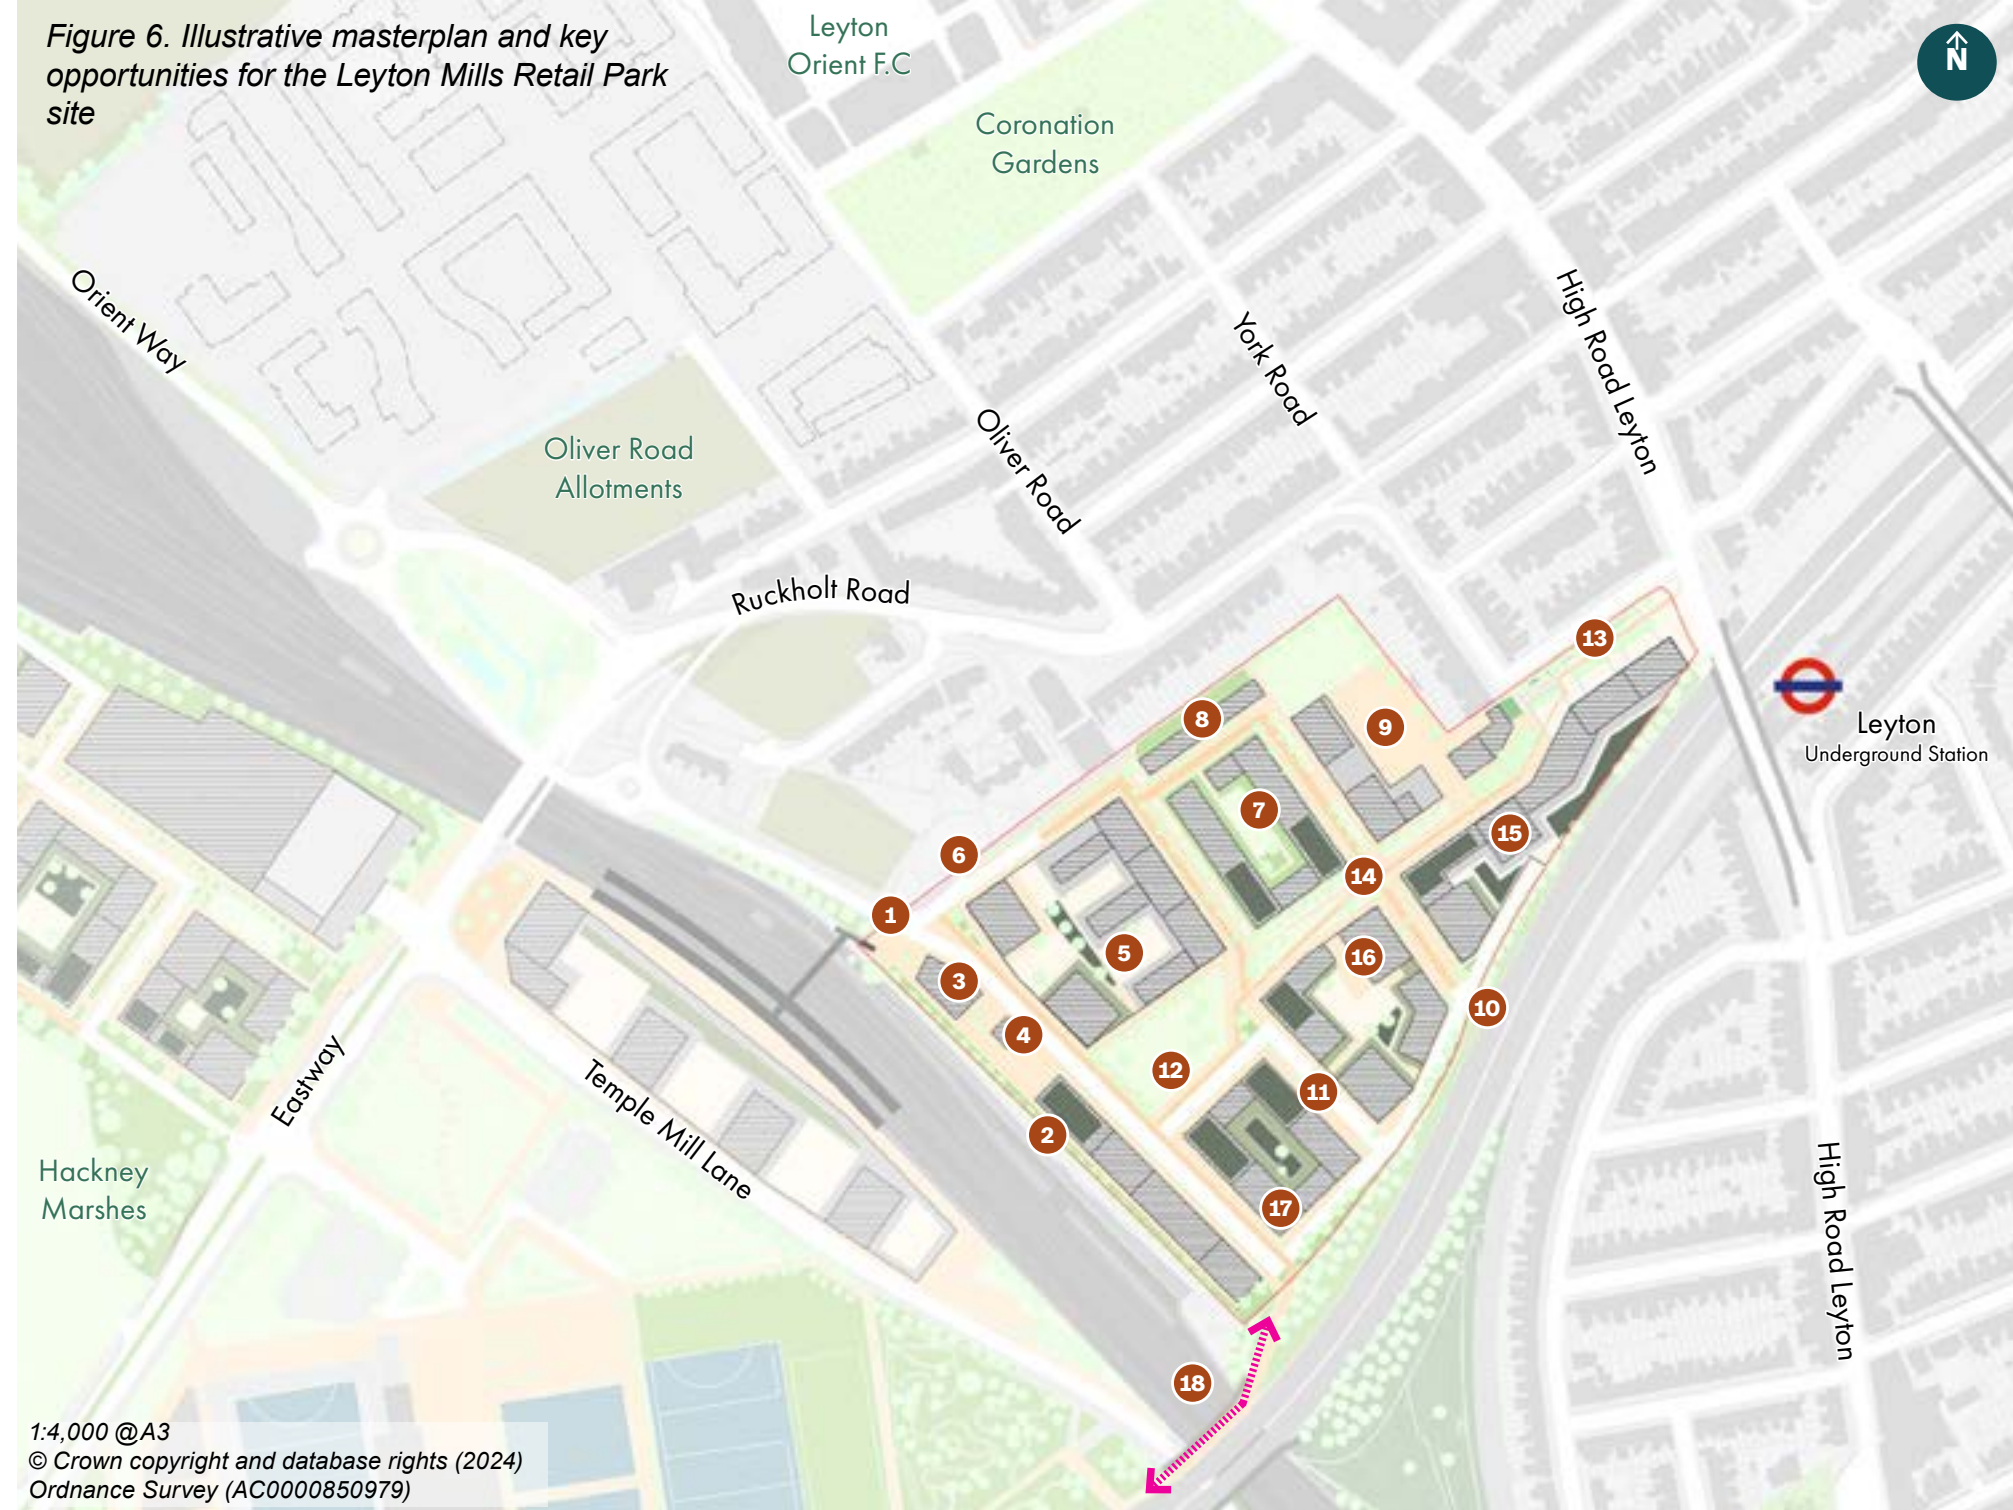 Figure 6. Illustrative masterplan and key
opportunities for the Leyton Mills Retail Park
site
Leyton
Orient F.C
N
Coronation
Gardens
Orient Way
High Road Leyton
York Road
Oliver Road
Oliver Road
Allotments
Ruckholt Road
13
Leyton
Underground Station
8
9
7
15
6
14
1
5
16
3
10
4
12
11
2
Eastway
Temple Mill Lane
Hackney
Marshes
17
High Road Leyton
18
1:4,000 @A3
© Crown copyright and database rights (2024)
Ordnance Survey (AC0000850979)